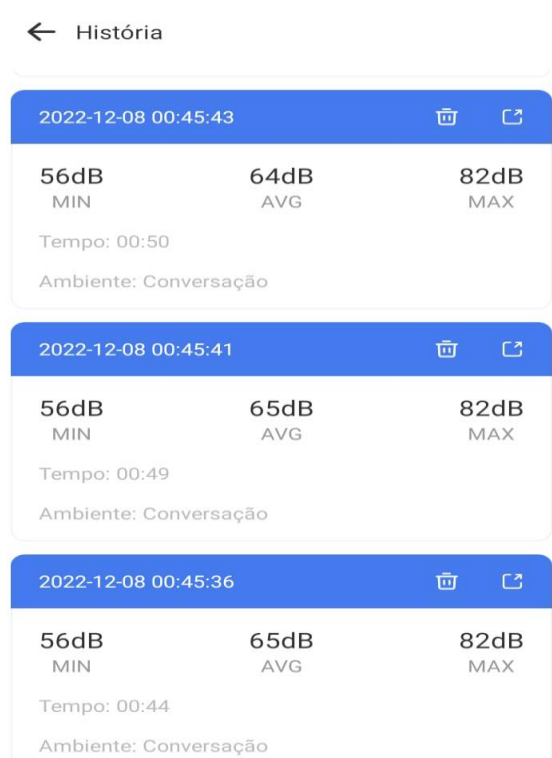 História
2022-12-08 00:45:43
56dB 64dB 82dB
MIN AVG MAX
Tempo: 00:50
Ambiente: Conversação
2022-12-08 00:45:41
56dB 65dB 82dB
MIN AVG MAX
Tempo: 00:49
Ambiente: Conversação
2022-12-08 00:45:36
56dB 65dB 82dB
MIN AVG MAX
Tempo: 00:44
Ambiente: Conversação